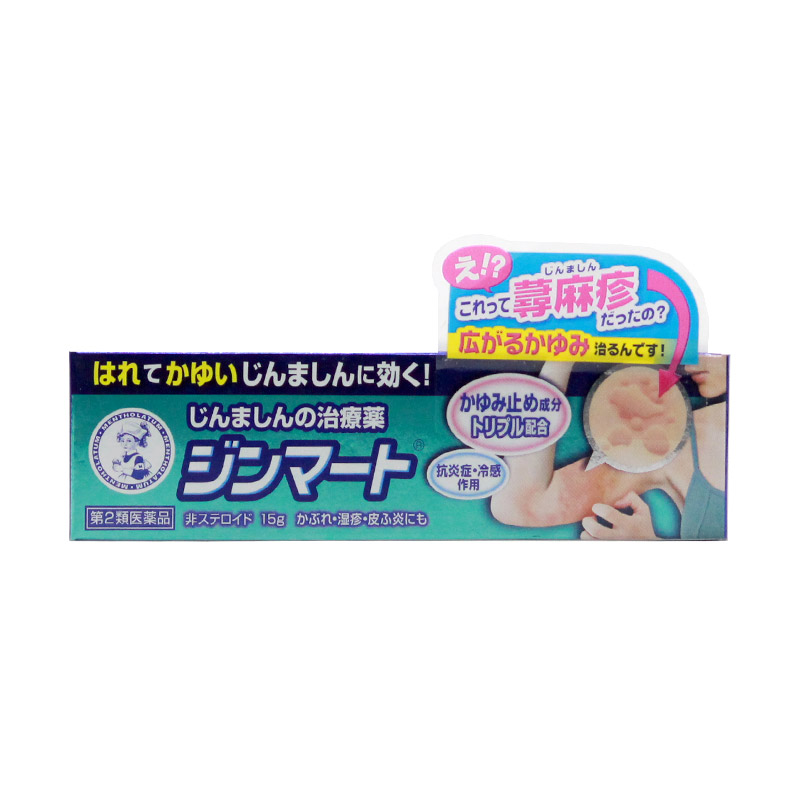 え!?
じんましん
これって蕁麻疹だったの?
広がるかゆみ 治るんです!
はれてかゆいじんましんに効く!
じんましんの治療薬
ジンマート®
MENTHOLATUM・MENTHOLATUM・MENTHOLATUM・
かゆみ止め成分
トリプル配合
抗炎症・冷感
作用
第2類医薬品
非ステロイド 15g かぶれ・湿疹・皮ふ炎にも